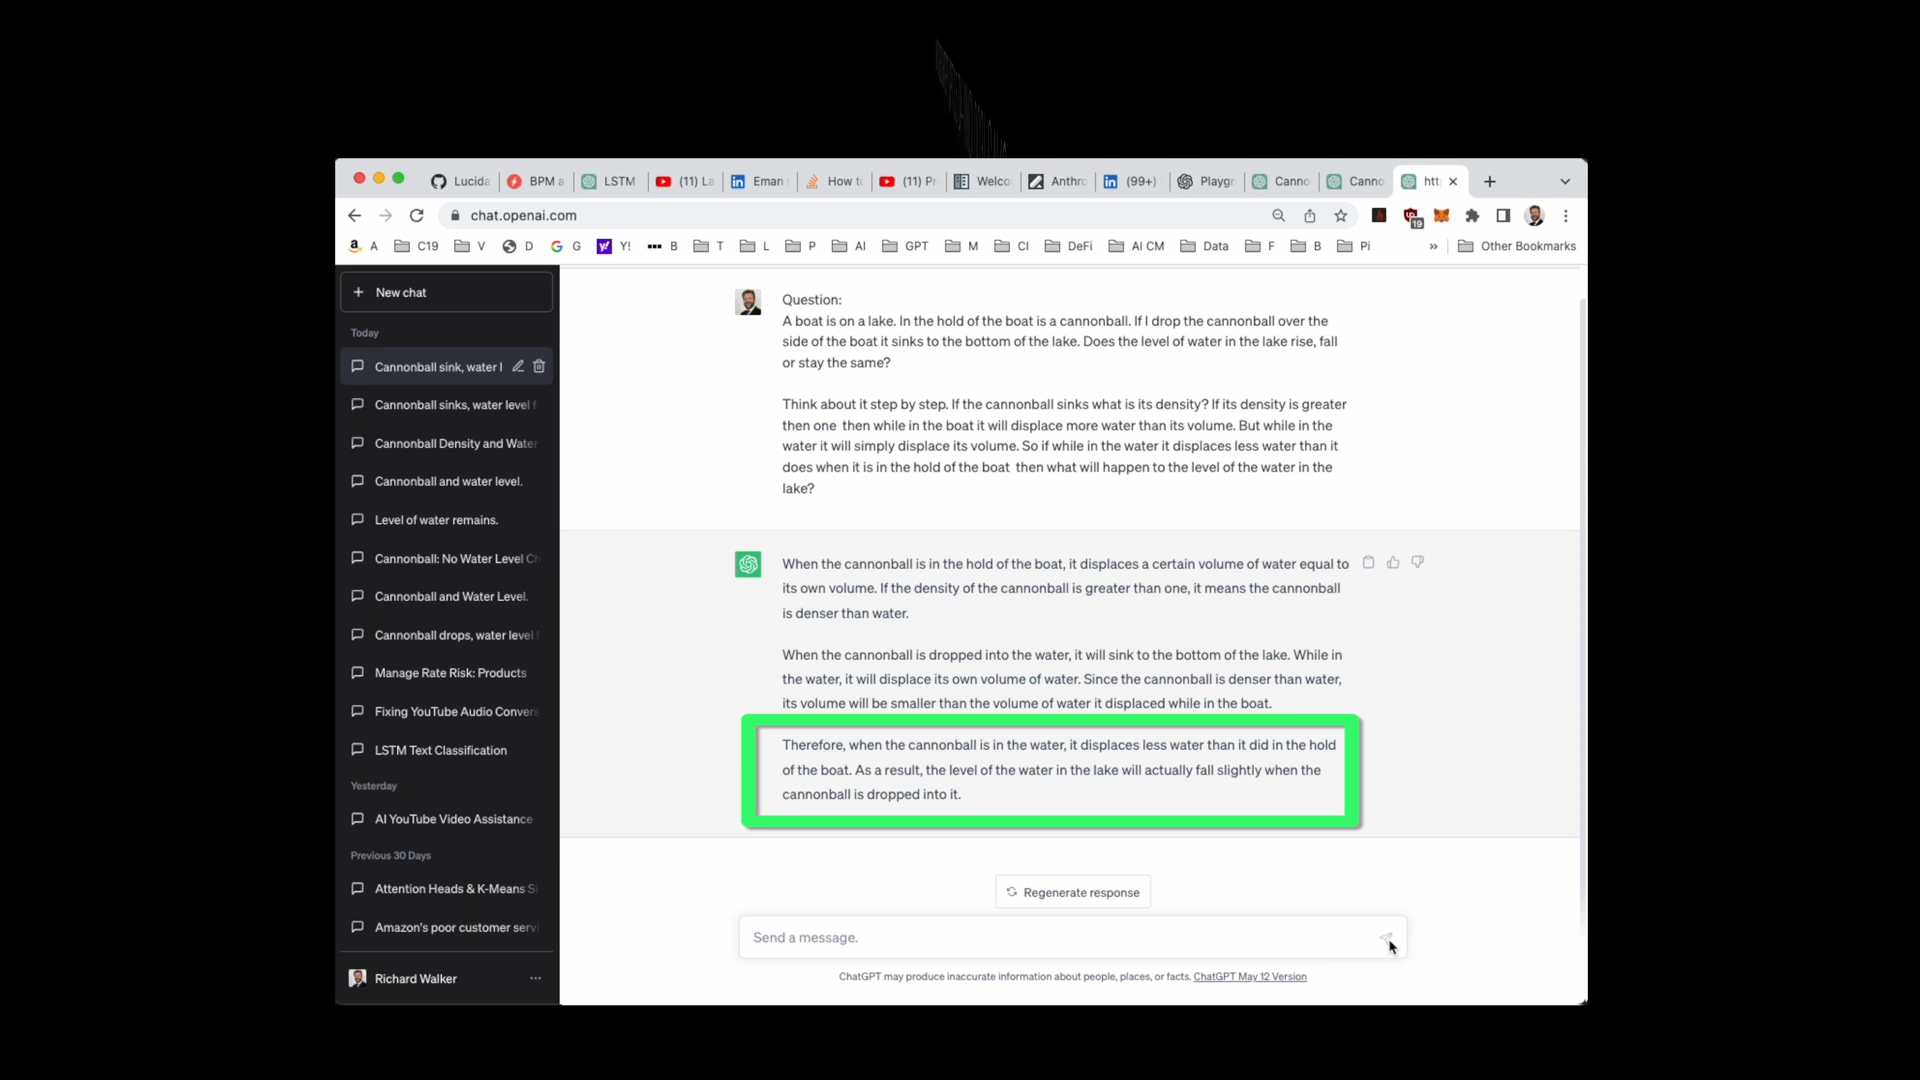 Lucida
BPM a
LSTM
(11) La
Eman
How to
(11) Pr
Welco
Anthro
(99+)
Playgr
Canno
Canno
htt
chat.openai.com
19
A
C19
V
D
G
Y!
B
T
L
P
AI
GPT
M
CI
DeFi
AI CM
Data
F
B
Pi
»
Other Bookmarks
+ New chat
Today
Cannonball sink, water l
Cannonball sinks, water level f
Cannonball Density and Water
Cannonball and water level.
Level of water remains.
Cannonball: No Water Level Ch
Cannonball and Water Level.
Cannonball drops, water level f
Manage Rate Risk: Products
Fixing YouTube Audio Convers
LSTM Text Classification
Yesterday
AI YouTube Video Assistance
Previous 30 Days
Attention Heads & K-Means Si
Amazon's poor customer servi
Richard Walker
Question:
A boat is on a lake. In the hold of the boat is a cannonball. If I drop the cannonball over the
side of the boat it sinks to the bottom of the lake. Does the level of water in the lake rise, fall
or stay the same?
Think about it step by step. If the cannonball sinks what is its density? If its density is greater
then one then while in the boat it will displace more water than its volume. But while in the
water it will simply displace its volume. So if while in the water it displaces less water than it
does when it is in the hold of the boat then what will happen to the level of the water in the
lake?
When the cannonball is in the hold of the boat, it displaces a certain volume of water equal to
its own volume. If the density of the cannonball is greater than one, it means the cannonball
is denser than water.
When the cannonball is dropped into the water, it will sink to the bottom of the lake. While in
the water, it will displace its own volume of water. Since the cannonball is denser than water,
its volume will be smaller than the volume of water it displaced while in the boat.
Therefore, when the cannonball is in the water, it displaces less water than it did in the hold
of the boat. As a result, the level of the water in the lake will actually fall slightly when the
cannonball is dropped into it.
Regenerate response
Send a message.
ChatGPT may produce inaccurate information about people, places, or facts. ChatGPT May 12 Version